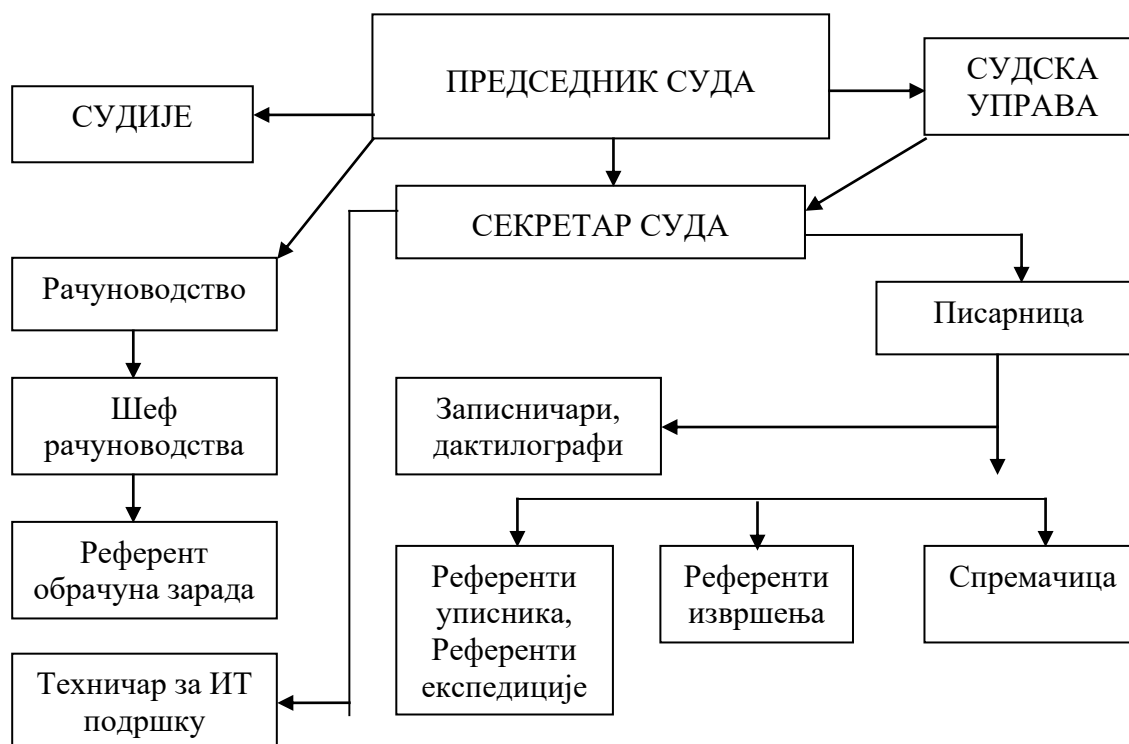 ПРЕДСЕДНИК СУДА
СУДСКА
УПРАВА
СУДИЈЕ
СЕКРЕТАР СУДА
Рачуноводство
Писарница
Шеф
рачуноводства
Записничари,
дактилографи
Референт
обрачуна зарада
Референти
уписника,
Референти
експедиције
Референти
извршења
Спремачица
Техничар за ИТ
подршку